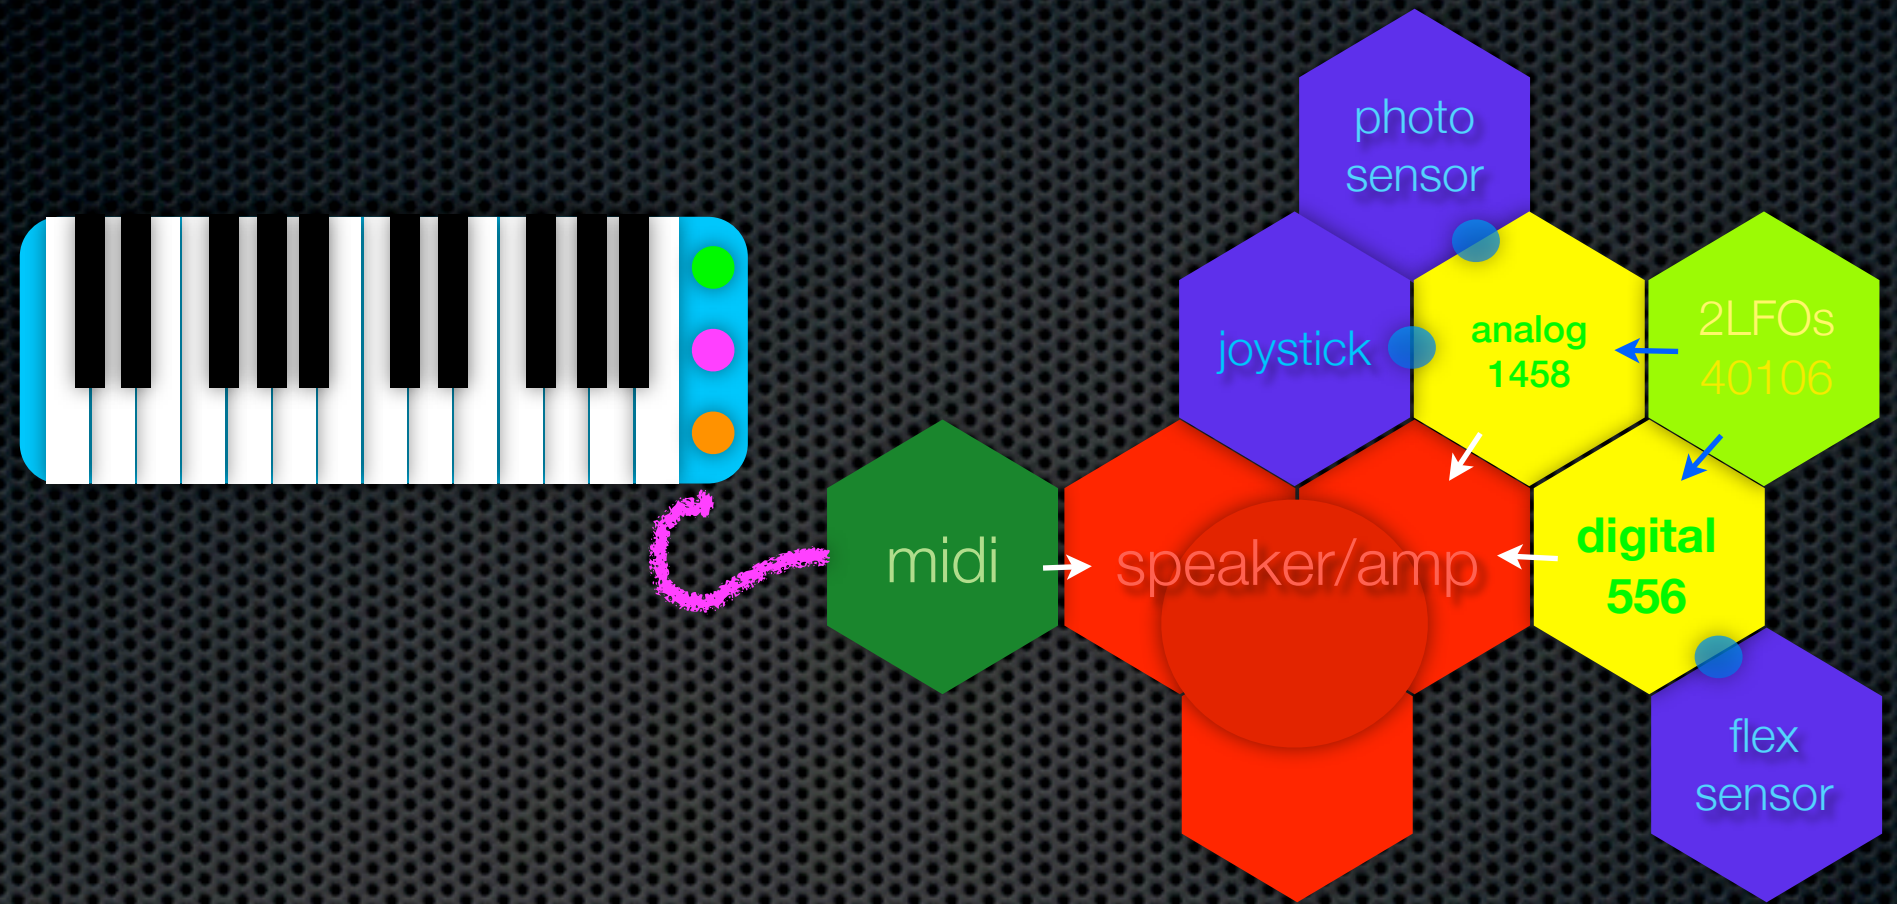 photo
sensor
joystick
analog
1458
2LFOs
40106
midi
speaker/amp
digital
556
flex
sensor